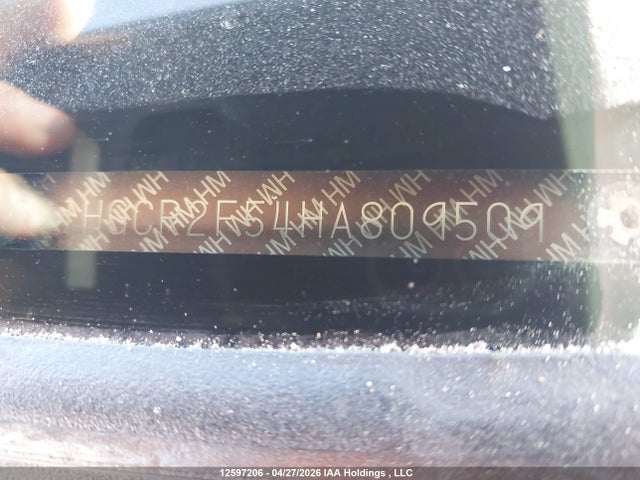 HGCR2F54HA809509
12597206 - 04/27/2026 IAA Holdings , LLC